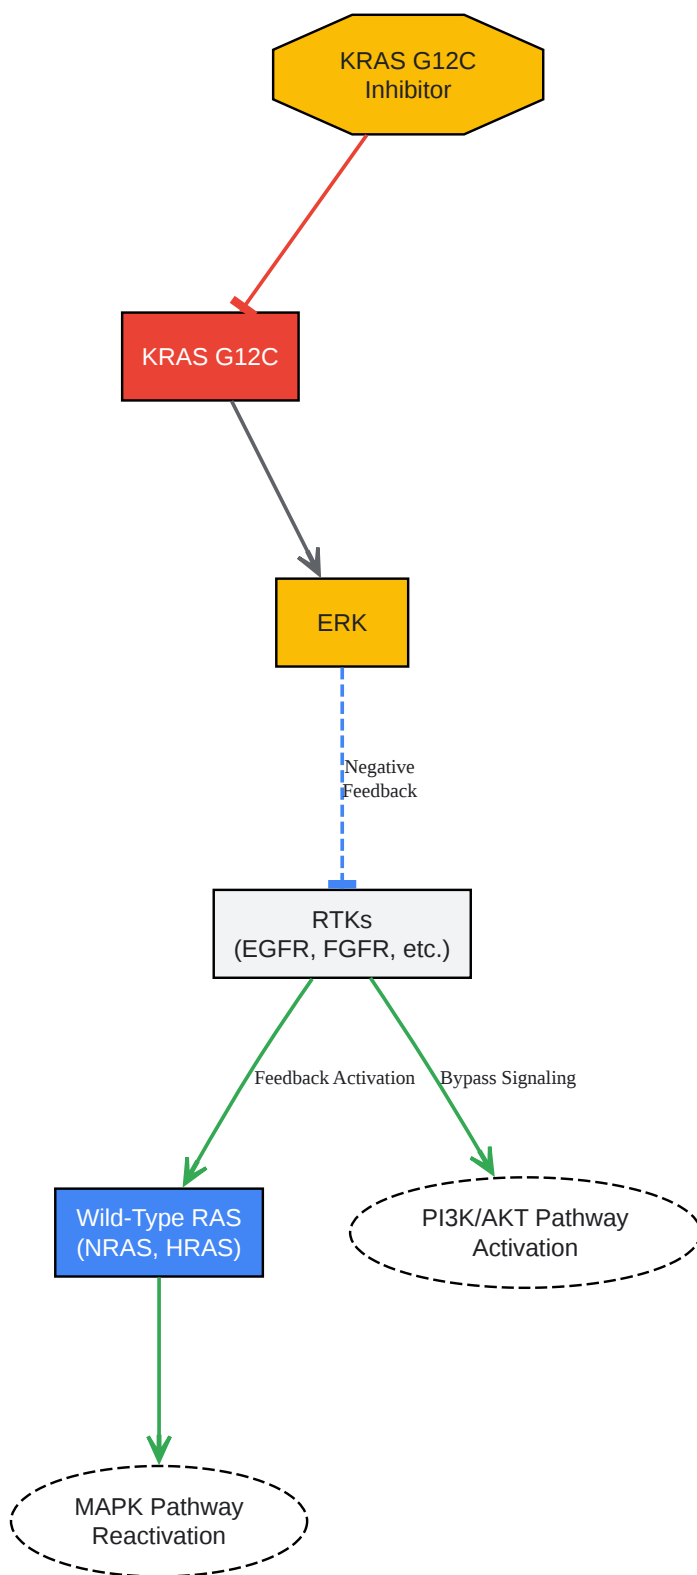 KRAS G12C
Inhibitor
KRAS G12C
ERK
Negative
Feedback
RTKs
(EGFR, FGFR, etc.)
Feedback Activation
Bypass Signaling
Wild-Type RAS
(NRAS, HRAS)
PI3K/AKT Pathway
Activation
MAPK Pathway
Reactivation